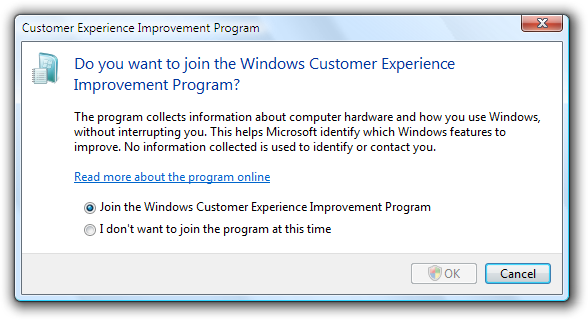 Customer Experience Improvement Program
Do you want to join the Windows Customer Experience
Improvement Program?
The program collects information about computer hardware and how you use Windows,
without interrupting you. This helps Microsoft identify which Windows features to
improve. No information collected is used to identify or contact you.
Read more about the program online
Join the Windows Customer Experience Improvement Program
I don't want to join the program at this time
OK
Cancel